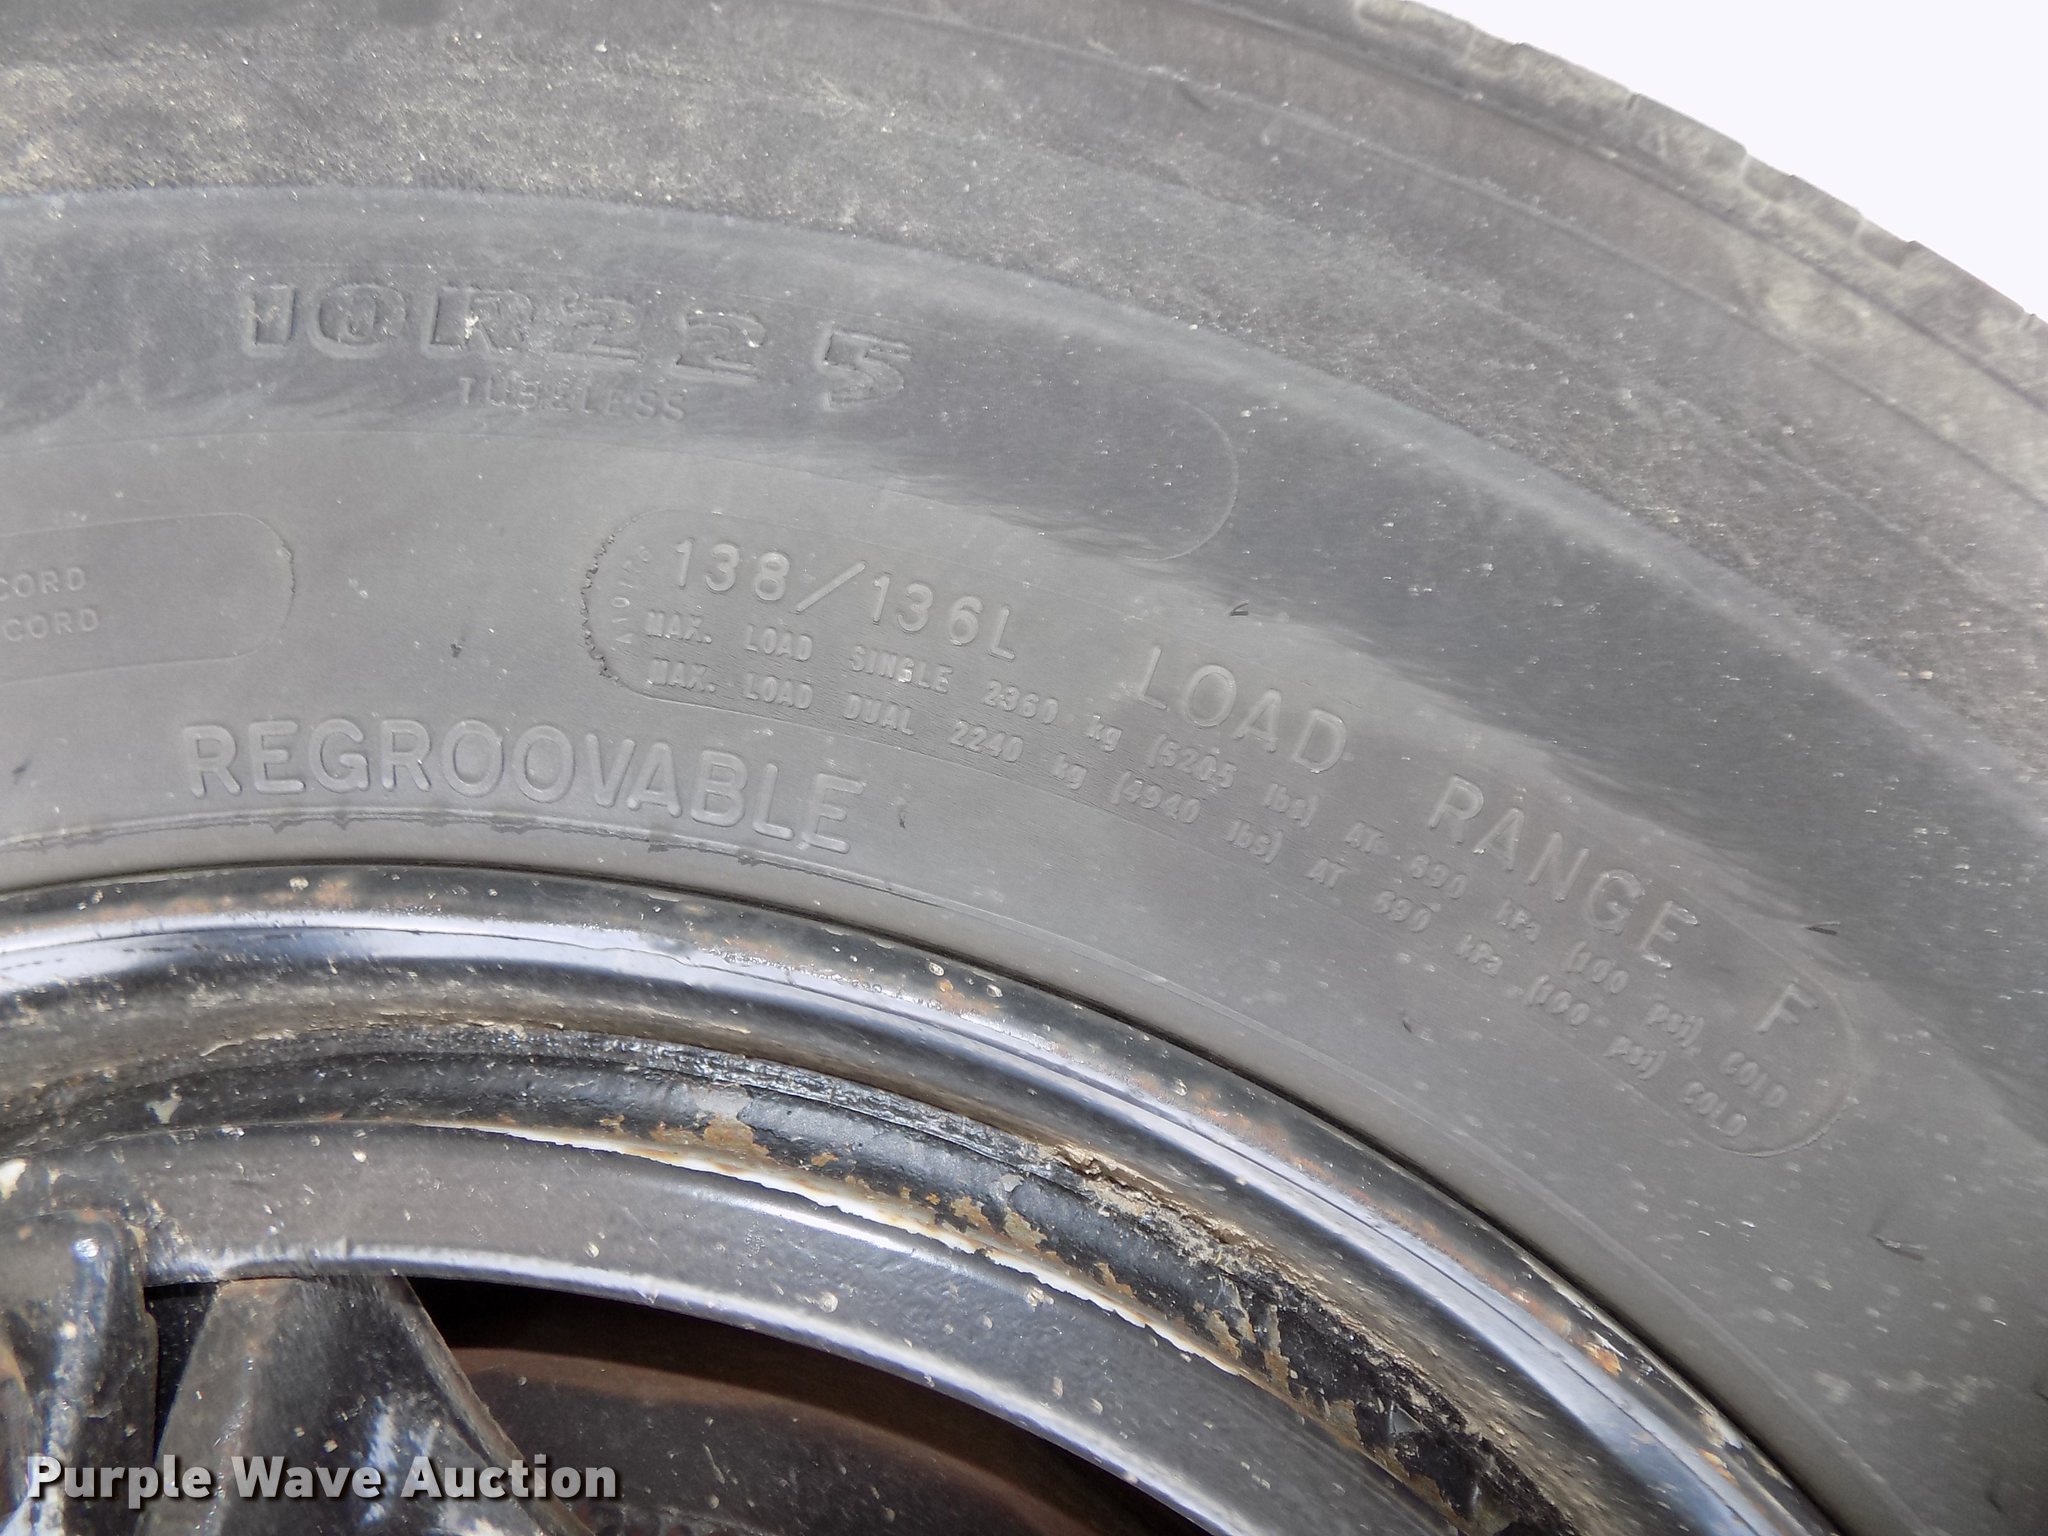 10R22.5
TUBELESS
CORD
CORD
138/136L LOAD RANGE F
MAX. LOAD SINGLE 2360 kg (5205 lbs) AT 690 kPa (100 psi) COLD
MAX. LOAD DUAL 2240 kg (4940 lbs) AT 690 kPa (100 psi) COLD
REGROOVABLE
Purple Wave Auction